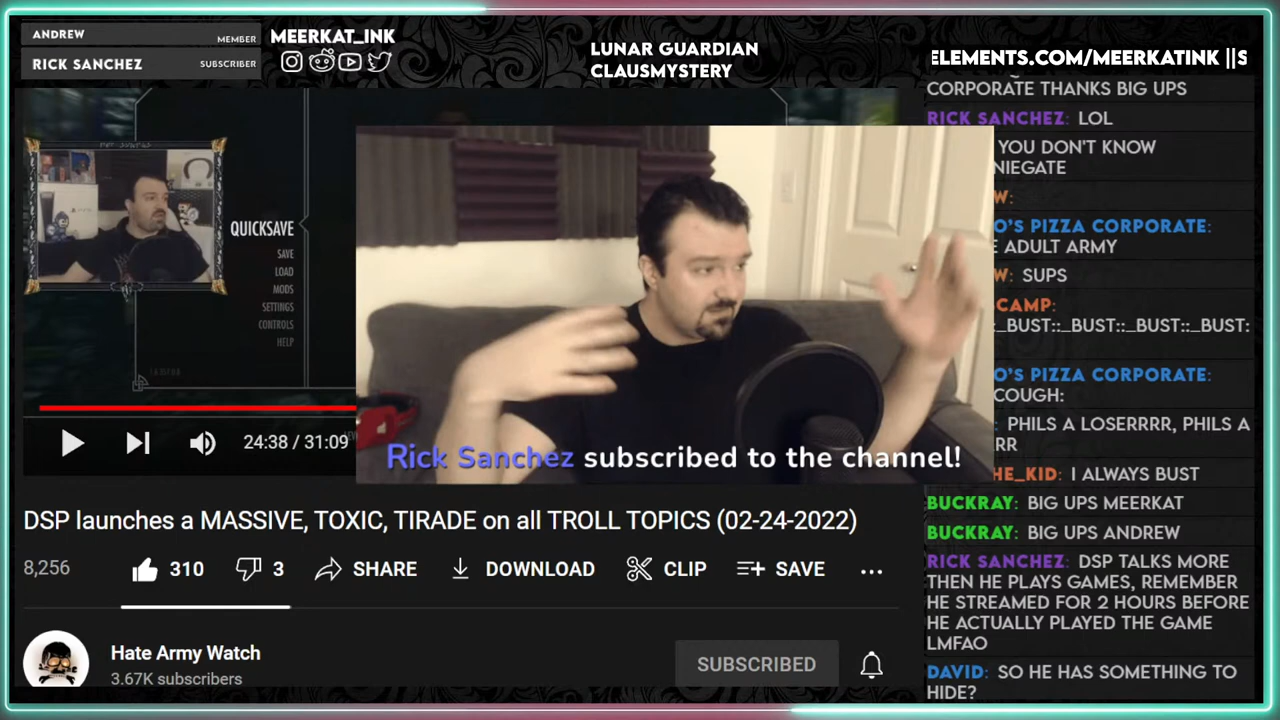 ANDREW
MEMBER
RICK SANCHEZ
SUBSCRIBER
MEERKAT_INK
LUNAR GUARDIAN
CLAUSMYSTERY
ELEMENTS.COM/MEERKATINK ||S
CORPORATE THANKS BIG UPS
RICK SANCHEZ: LOL
YOU DON'T KNOW
NIEGATE
W:
O'S PIZZA CORPORATE:
E ADULT ARMY
W: SUPS
CAMP:
:_BUST::_BUST::_BUST::_BUST:
O'S PIZZA CORPORATE:
COUGH:
: PHILS A LOSERRRR, PHILS A
RR
HE_KID: I ALWAYS BUST
BUCKRAY: BIG UPS MEERKAT
BUCKRAY: BIG UPS ANDREW
RICK SANCHEZ: DSP TALKS MORE
THEN HE PLAYS GAMES, REMEMBER
HE STREAMED FOR 2 HOURS BEFORE
HE ACTUALLY PLAYED THE GAME
LMFAO
DAVID: SO HE HAS SOMETHING TO
HIDE?
QUICKSAVE
SAVE
LOAD
MODS
SETTINGS
CONTROLS
HELP
24:38 / 31:09
Rick Sanchez subscribed to the channel!
DSP launches a MASSIVE, TOXIC, TIRADE on all TROLL TOPICS (02-24-2022)
8,256
310
3
SHARE
DOWNLOAD
CLIP
SAVE
Hate Army Watch
3.67K subscribers
SUBSCRIBED